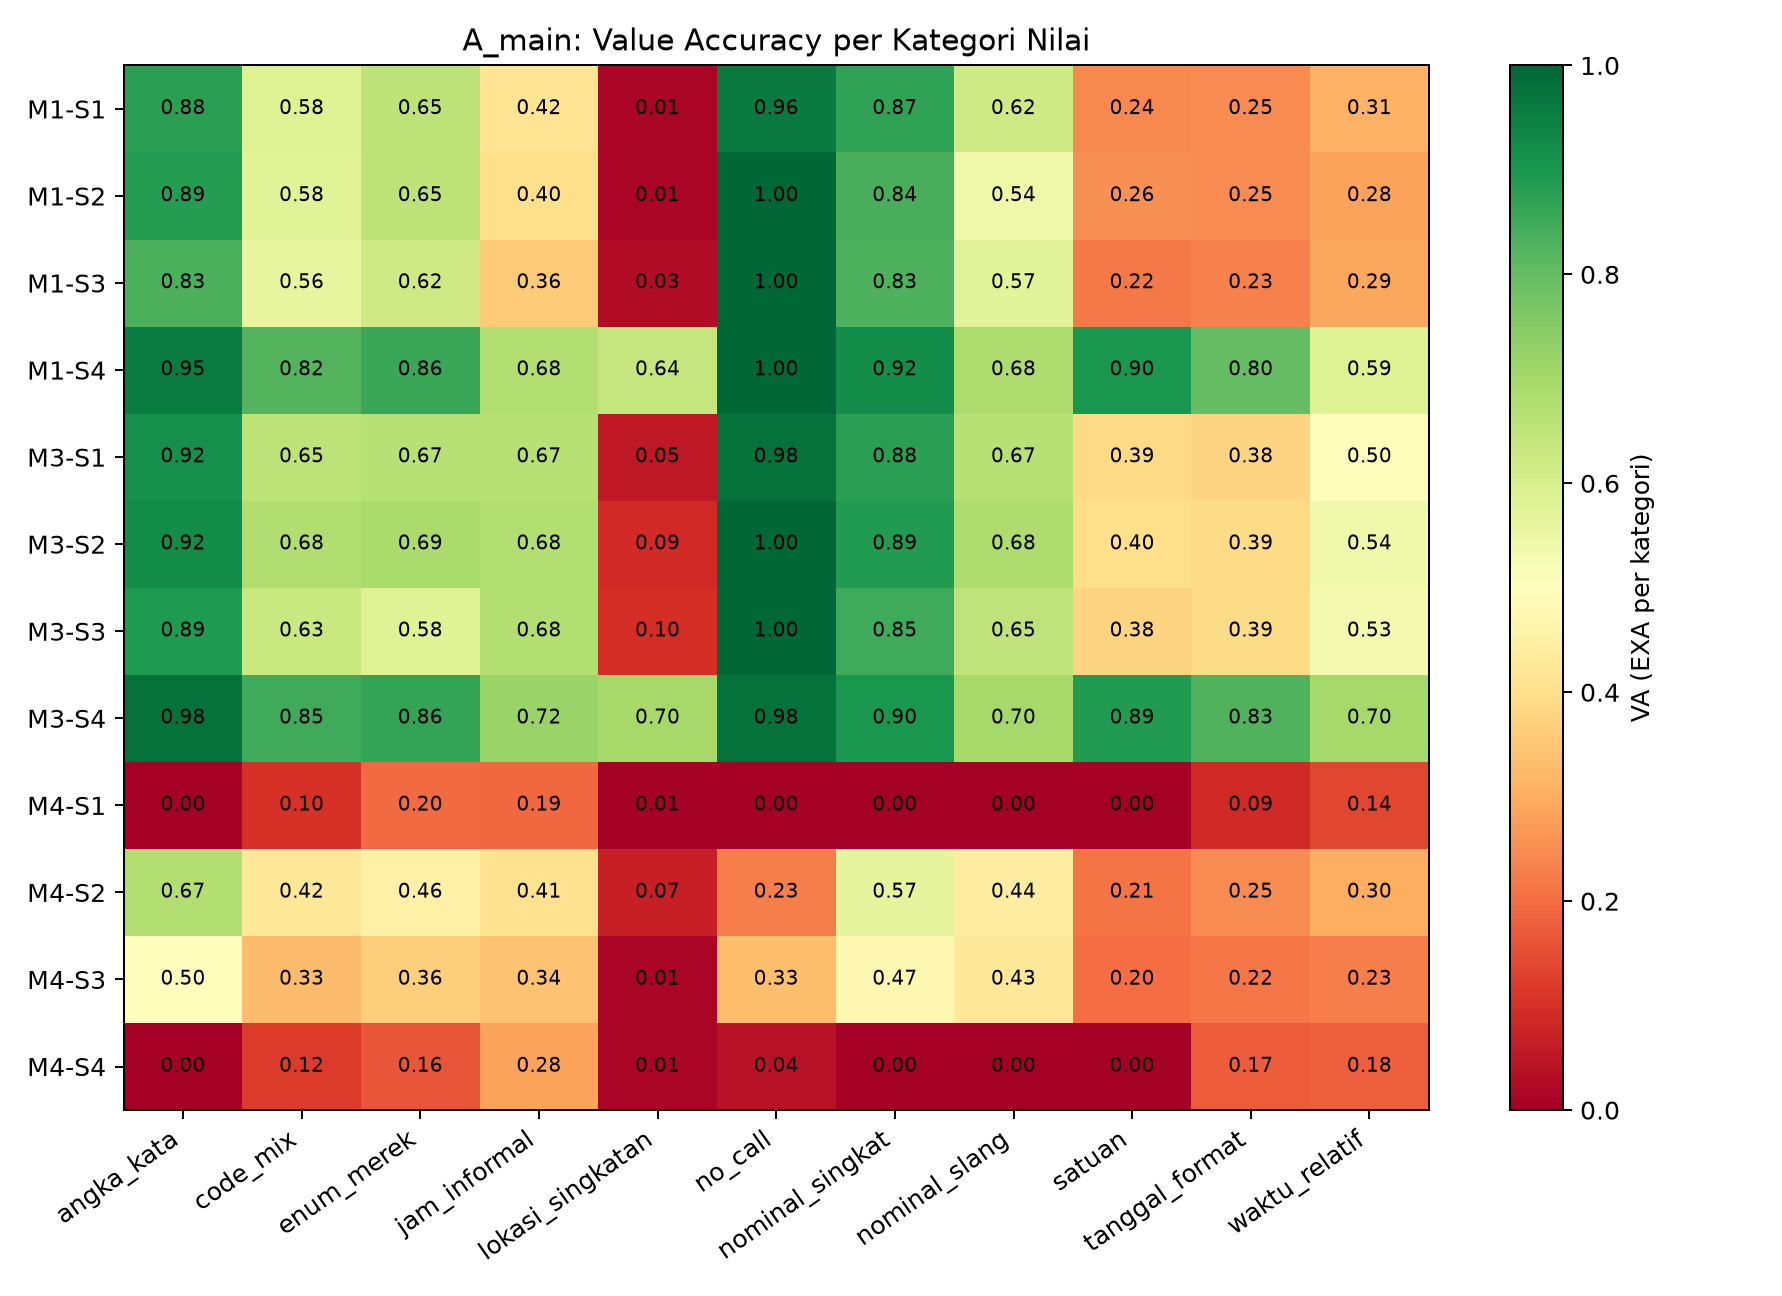 A_main: Value Accuracy per Kategori Nilai
M1-S1 0.88 0.58 0.65 0.42 0.01 0.96 0.87 0.62 0.24 0.25 0.31
M1-S2 0.89 0.58 0.65 0.40 0.01 1.00 0.84 0.54 0.26 0.25 0.28
M1-S3 0.83 0.56 0.62 0.36 0.03 1.00 0.83 0.57 0.22 0.23 0.29
M1-S4 0.95 0.82 0.86 0.68 0.64 1.00 0.92 0.68 0.90 0.80 0.59
M3-S1 0.92 0.65 0.67 0.67 0.05 0.98 0.88 0.67 0.39 0.38 0.50
M3-S2 0.92 0.68 0.69 0.68 0.09 1.00 0.89 0.68 0.40 0.39 0.54
M3-S3 0.89 0.63 0.58 0.68 0.10 1.00 0.85 0.65 0.38 0.39 0.53
M3-S4 0.98 0.85 0.86 0.72 0.70 0.98 0.90 0.70 0.89 0.83 0.70
M4-S1 0.00 0.10 0.20 0.19 0.01 0.00 0.00 0.00 0.00 0.09 0.14
M4-S2 0.67 0.42 0.46 0.41 0.07 0.23 0.57 0.44 0.21 0.25 0.30
M4-S3 0.50 0.33 0.36 0.34 0.01 0.33 0.47 0.43 0.20 0.22 0.23
M4-S4 0.00 0.12 0.16 0.28 0.01 0.04 0.00 0.00 0.00 0.17 0.18
angka_kata code_mix enum_merek jam_informal lokasi_singkatan no_call nominal_singkat nominal_slang satuan tanggal_format waktu_relatif
1.0
0.8
0.6
0.4
0.2
0.0
VA (EXA per kategori)